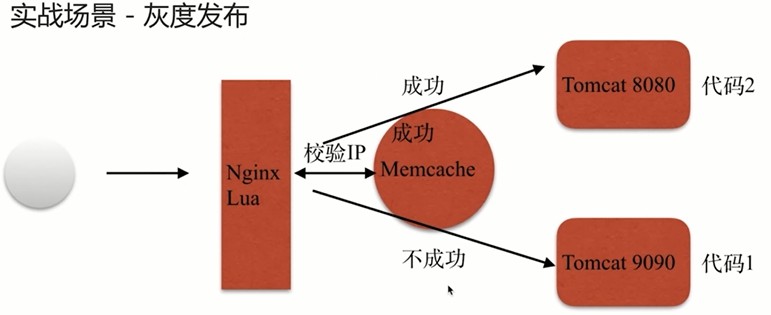 实战场景 - 灰度发布
成功
Tomcat 8080
代码2
成功
校验IP
Nginx
Lua
Memcache
不成功
Tomcat 9090
代码1